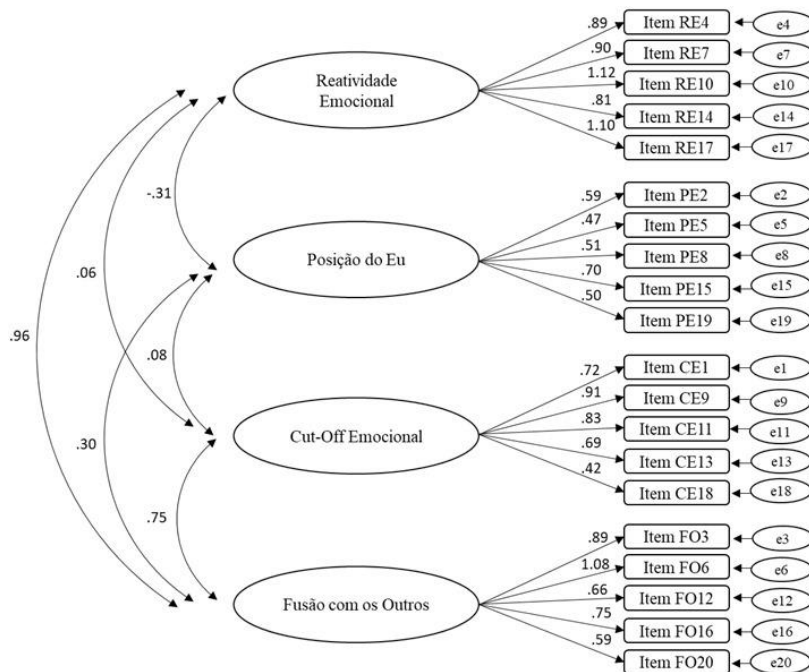 .89 Item RE4 e4
.90 Item RE7 e7
Reatividade
Emocional
1.12 Item RE10 e10
.81 Item RE14 e14
1.10 Item RE17 e17
-.31
.59 Item PE2 e2
.47 Item PE5 e5
Posição do Eu
.51 Item PE8 e8
.06
.70 Item PE15 e15
.50 Item PE19 e19
.96
.08
.72 Item CE1 e1
.91 Item CE9 e9
.30
Cut-Off Emocional
.83 Item CE11 e11
.69 Item CE13 e13
.42 Item CE18 e18
.75
.89 Item FO3 e3
1.08 Item FO6 e6
Fusão com os Outros
.66 Item FO12 e12
.75 Item FO16 e16
.59 Item FO20 e20